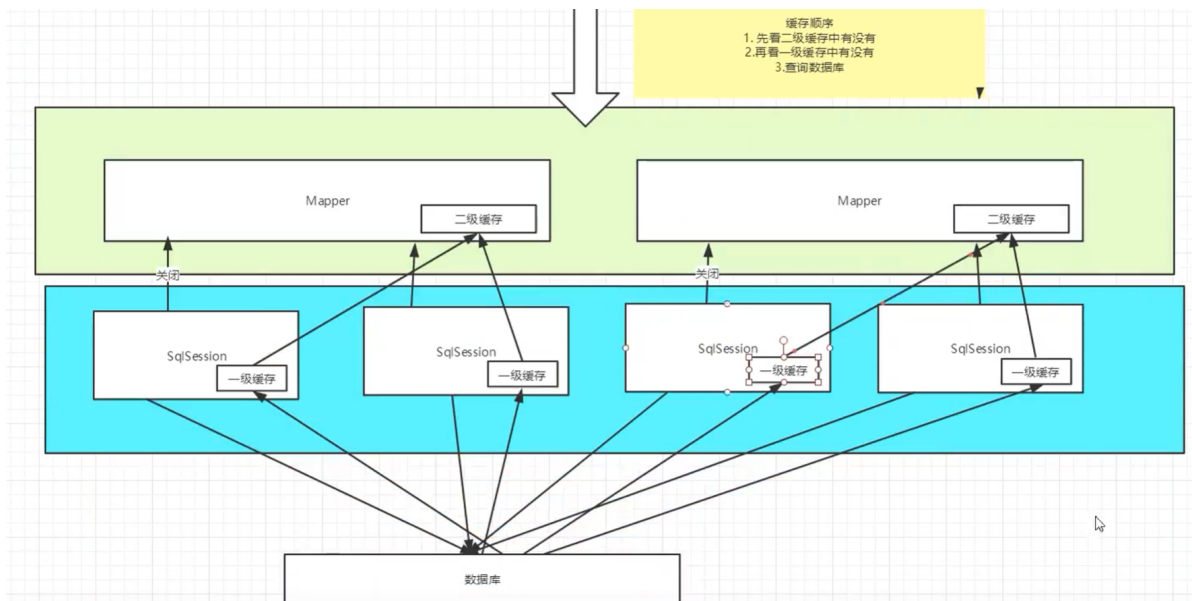 缓存顺序
1. 先看二级缓存中有没有
2.再看一级缓存中有没有
3.查询数据库
Mapper
二级缓存
Mapper
二级缓存
关闭
关闭
SqlSession
一级缓存
SqlSession
一级缓存
SqlSession
一级缓存
SqlSession
一级缓存
数据库